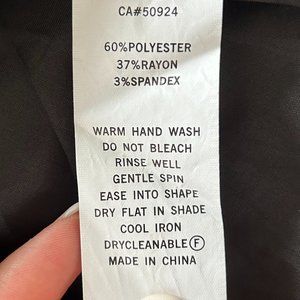 CA#50924
60%POLYESTER
37%RAYON
3%SPANDEX
WARM HAND WASH
DO NOT BLEACH
RINSE WELL
GENTLE SPIN
EASE INTO SHAPE
DRY FLAT IN SHADE
COOL IRON
DRYCLEANABLE Ⓕ
MADE IN CHINA